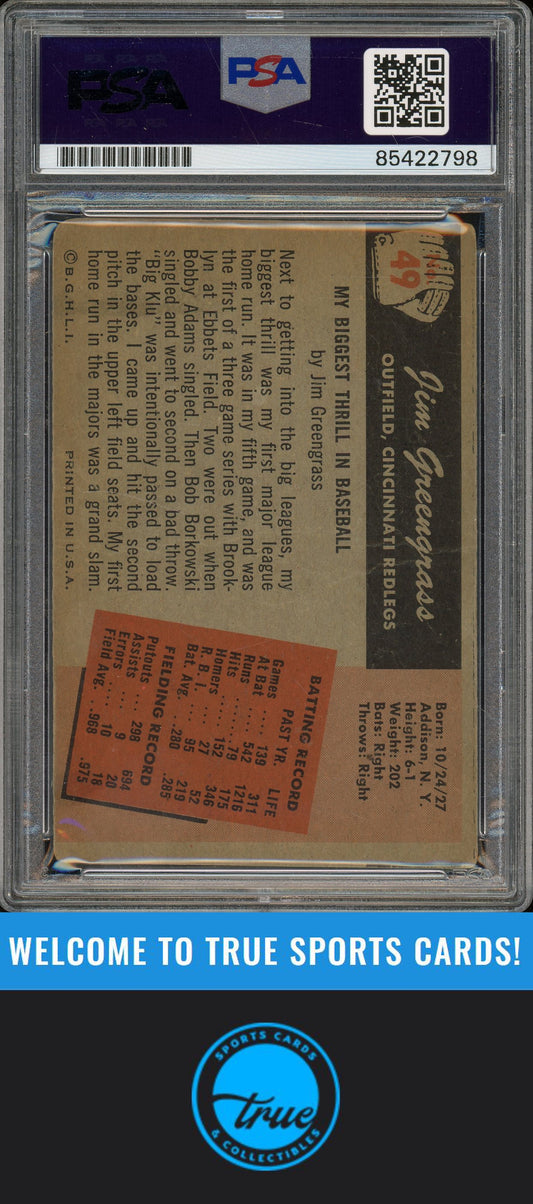 PSA
PSA
85422798
No. 49
Jim Greengrass
OUTFIELD, CINCINNATI REDLEGS
Born: 10/24/27
Addison, N. Y.
Height: 6-1
Weight: 202
Bats: Right
Throws: Right
MY BIGGEST THRILL IN BASEBALL
by Jim Greengrass
Next to getting into the big leagues, my
biggest thrill was my first major league
home run. It was in my fifth game, and was
the first of a three game series with Brook-
lyn at Ebbets Field. Two were out when
Bobby Adams singled. Then Bob Borkowski
singled and went to second on a bad throw.
"Big Klu" was intentionally passed to load
the bases. I came up and hit the second
pitch in the upper left field seats. My first
home run in the majors was a grand slam.
BATTING RECORD
PAST YR. LIFE
Games .... 139 311
At Bat .... 542 1216
Runs ..... 79 
Hits ..... 152 346
Homers .... 27 52
R. B. I. ... 95 219
Bat. Avg. .. .280 .285
FIELDING RECORD
Putouts .... 298 694
Assists .... 9 20
Errors .... 10 18
Field Avg. .. .968 .975
©B.G.H.L.I. PRINTED IN U.S.A.
WELCOME TO TRUE SPORTS CARDS!
SPORTS CARDS
true
& COLLECTIBLES